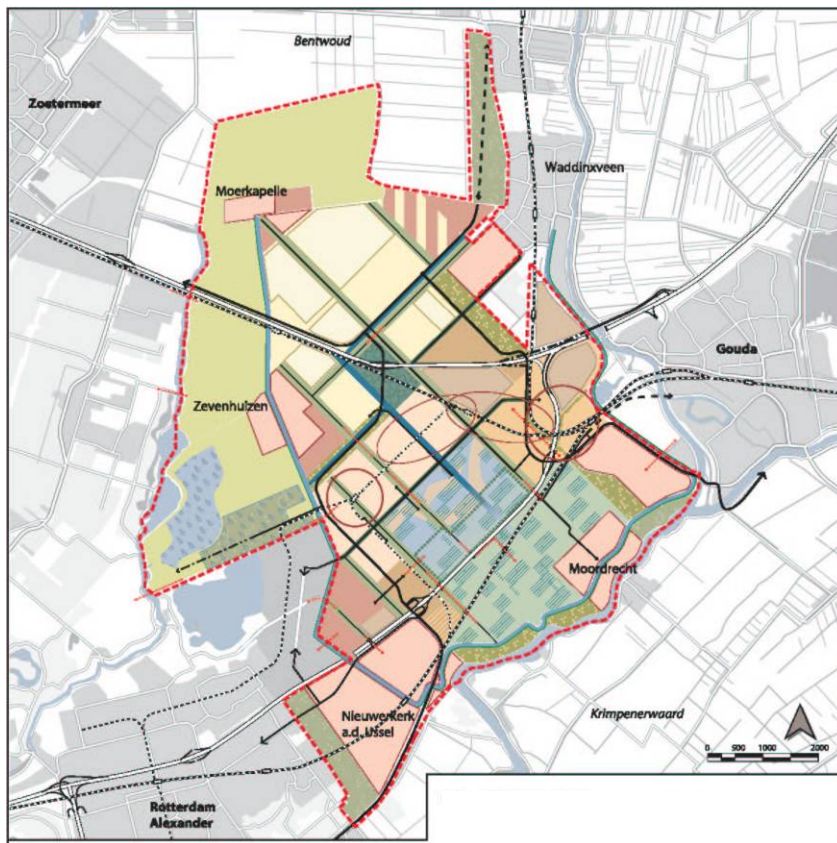 Bentwoud
Zoetermeer
Waddinxveen
Moerkapelle
Gouda
Zevenhuizen
Moordrecht
Krimpenerwaard
Nieuwerkerk
a.d. IJssel
0 500 1000 2000
Rotterdam
Alexander